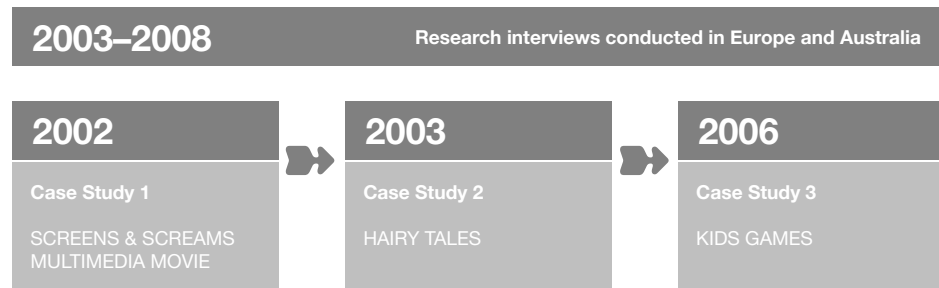 2003–2008
Research interviews conducted in Europe and Australia
2002
Case Study 1
SCREENS & SCREAMS
MULTIMEDIA MOVIE
2003
Case Study 2
HAIRY TALES
2006
Case Study 3
KIDS GAMES